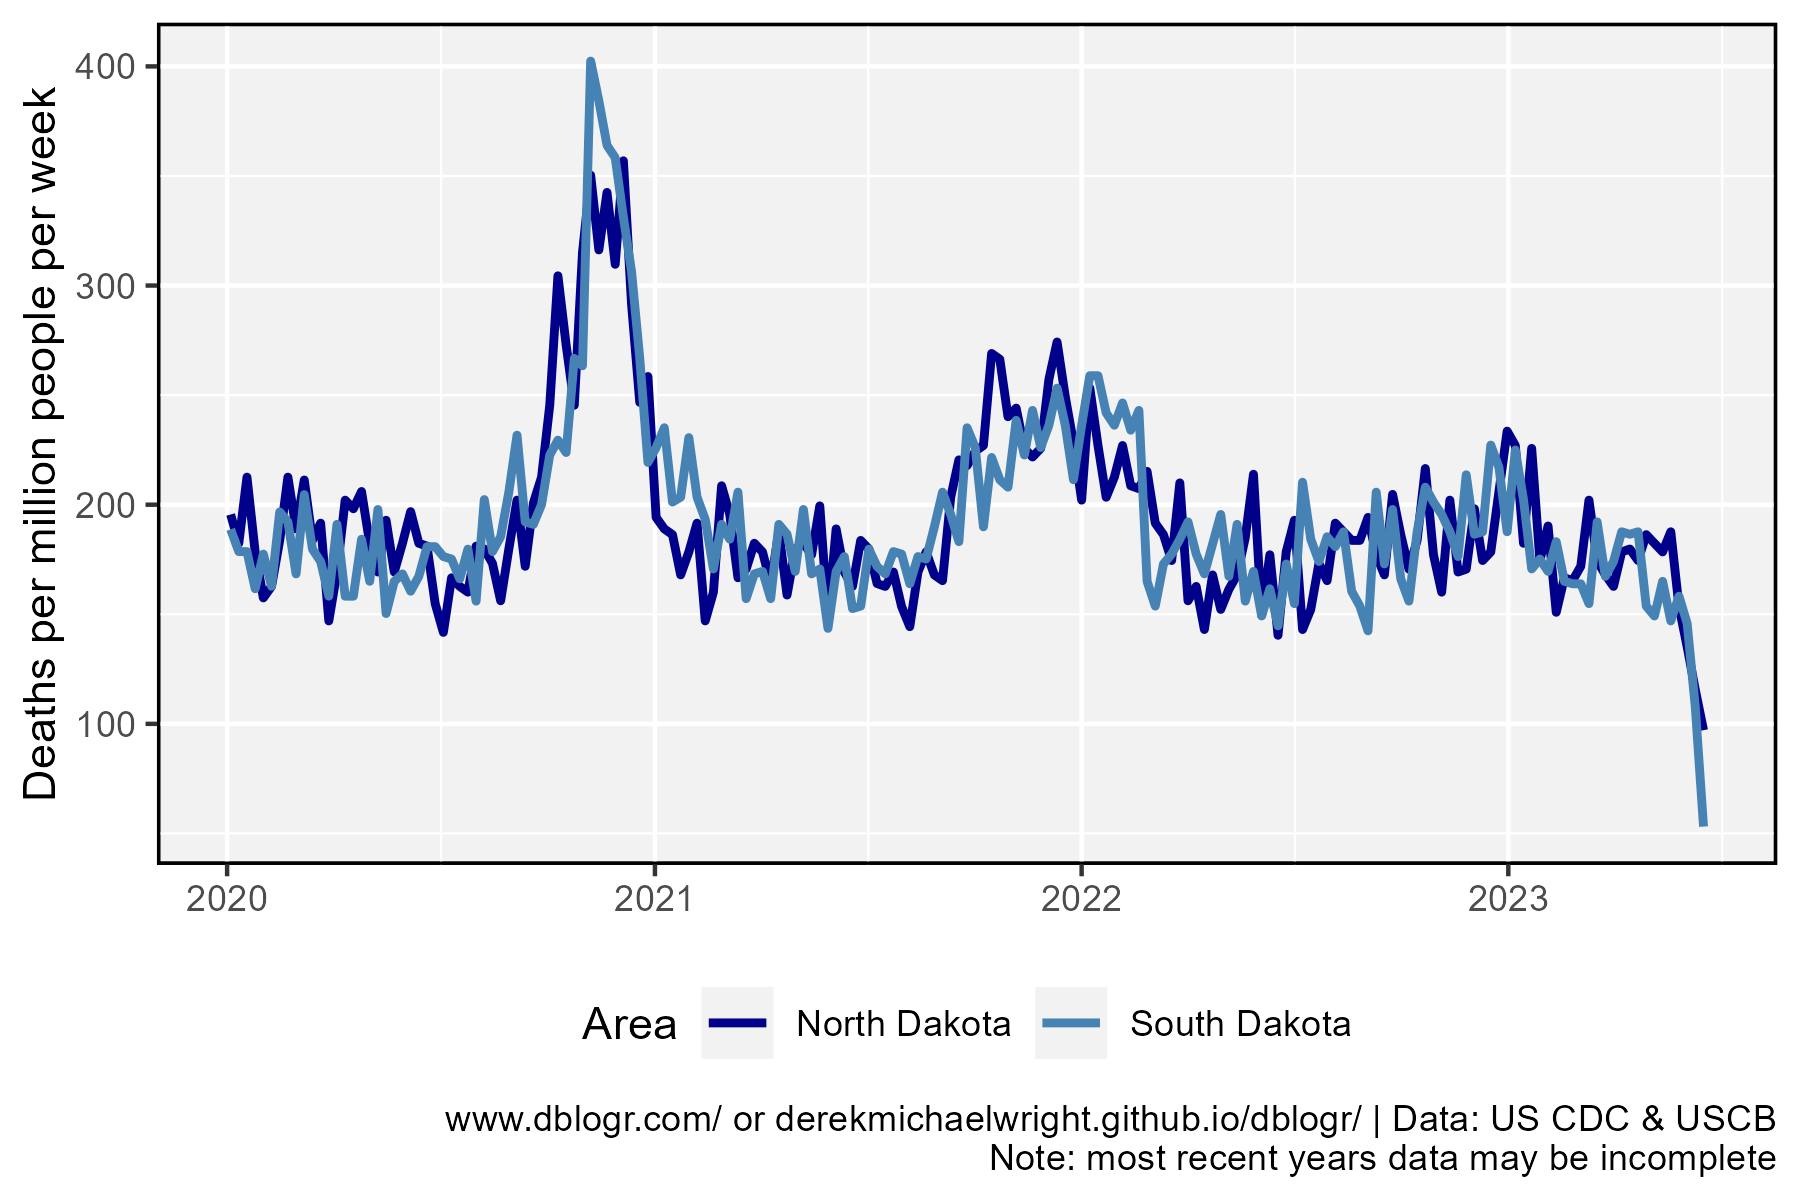 Deaths per million people per week
400
300
200
100
2020 2021 2022 2023
Area North Dakota South Dakota
www.dblogr.com/ or derekmichaelwright.github.io/dblogr/ | Data: US CDC & USCB
Note: most recent years data may be incomplete